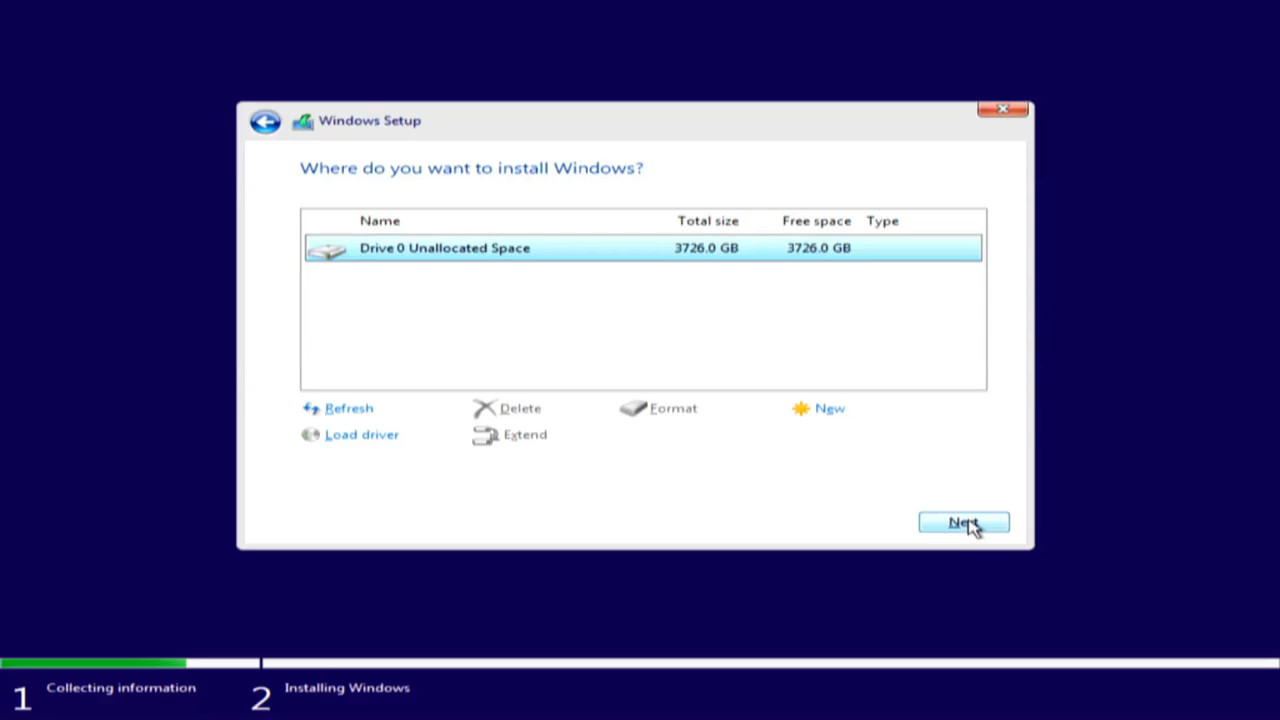 Windows Setup
Where do you want to install Windows?
Name Total size Free space Type
Drive 0 Unallocated Space 3726.0 GB 3726.0 GB
Refresh Delete Format New
Load driver Extend
Next
1 Collecting information 2 Installing Windows